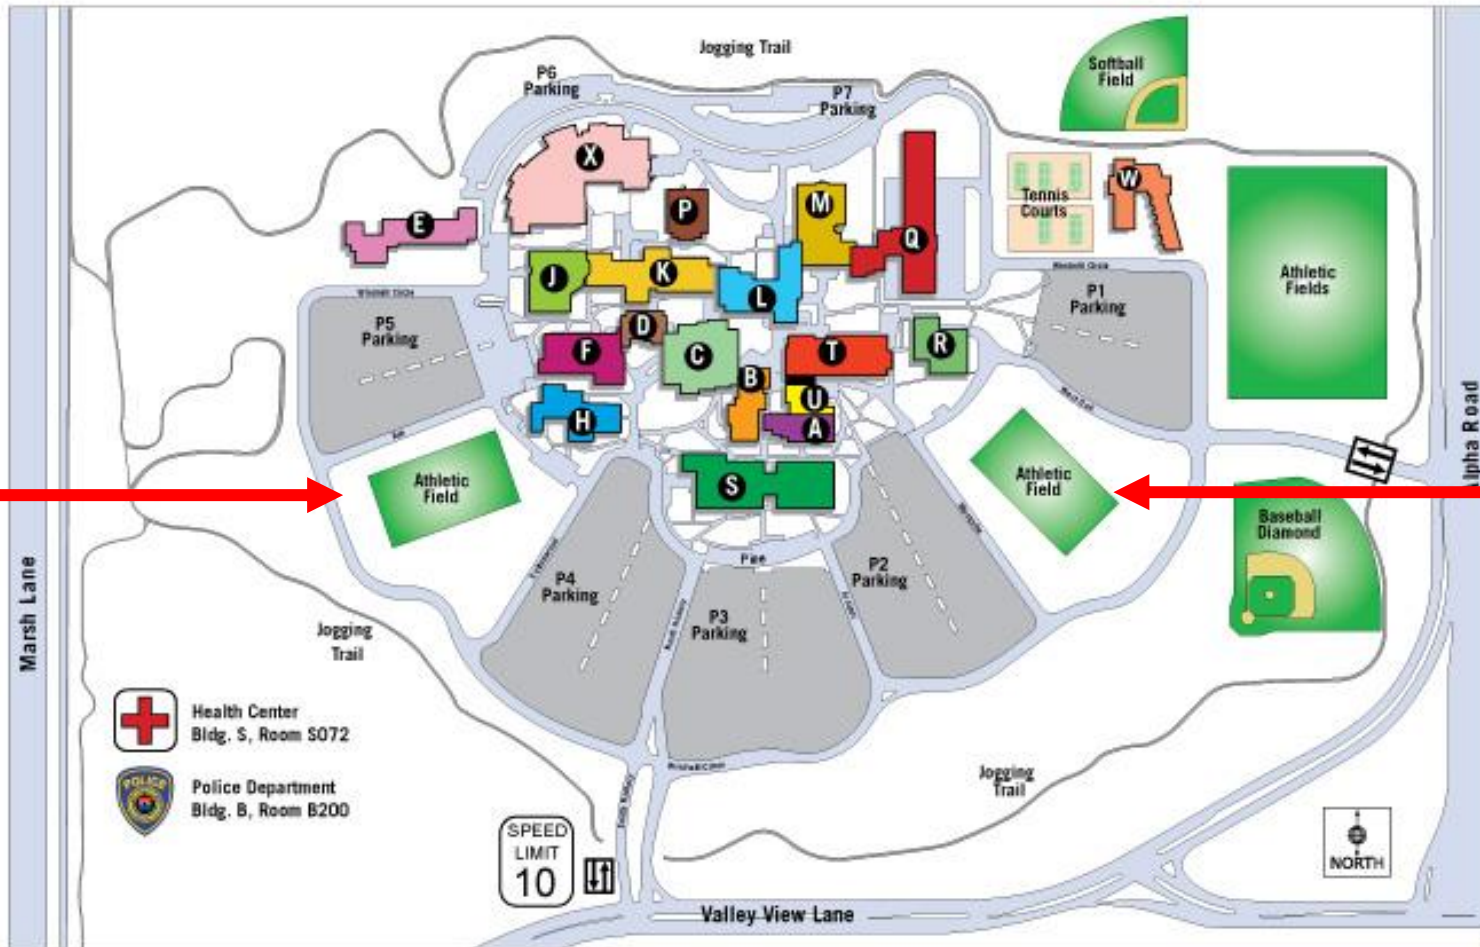 Jogging Trail
P6
Parking
P7
Parking
Softball
Field
X
E
P
M
Q
W
Tennis
Courts
J
K
L
Athletic
Fields
P1
Parking
P5
Parking
D
F
C
T
R
B
U
H
A
S
Athletic
Field
Athletic
Field
Alpha Road
Baseball
Diamond
Pine
P4
Parking
P2
Parking
P3
Parking
Marsh Lane
Jogging
Trail
Health Center
Bldg. S, Room S072
POLICE
Police Department
Bldg. B, Room B200
Jogging
Trail
SPEED
LIMIT
10
NORTH
Valley View Lane